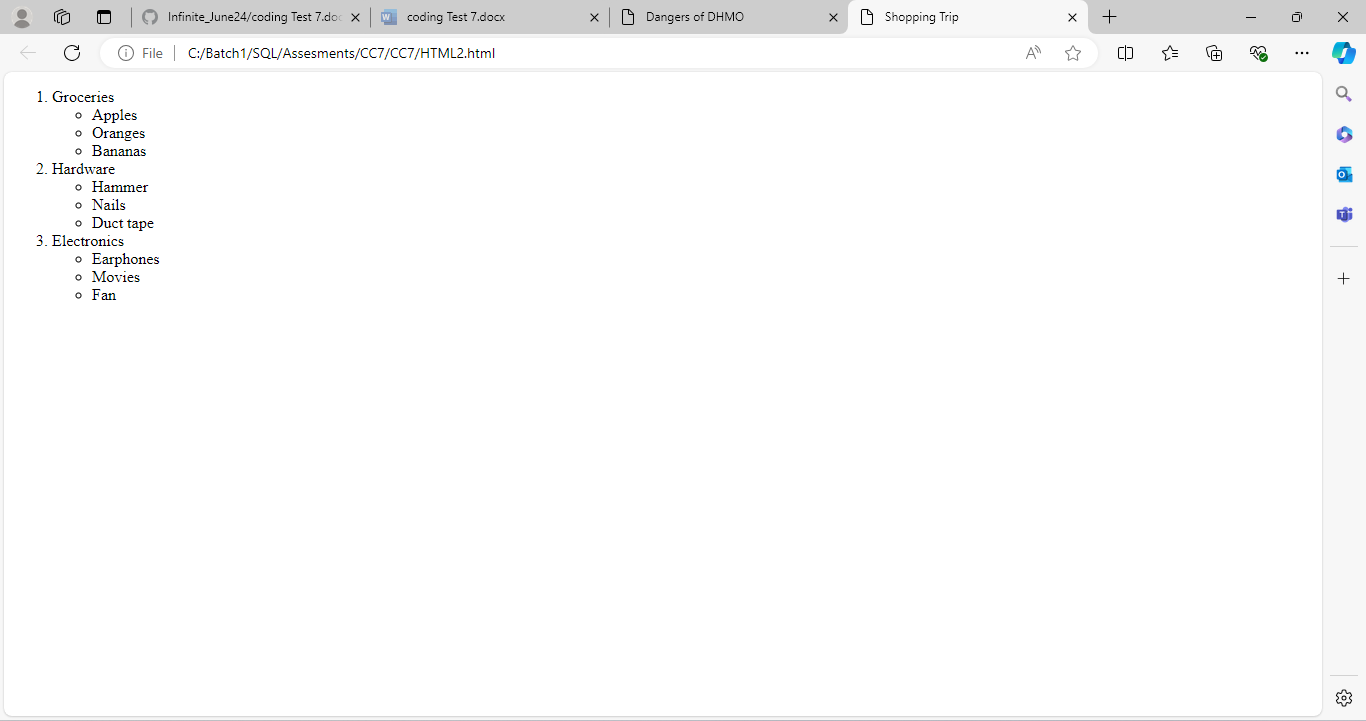 Infinite_June24/coding Test 7.doc
coding Test 7.docx
Dangers of DHMO
Shopping Trip
File
C:/Batch1/SQL/Assesments/CC7/CC7/HTML2.html
1. Groceries
Apples
Oranges
Bananas
2. Hardware
Hammer
Nails
Duct tape
3. Electronics
Earphones
Movies
Fan